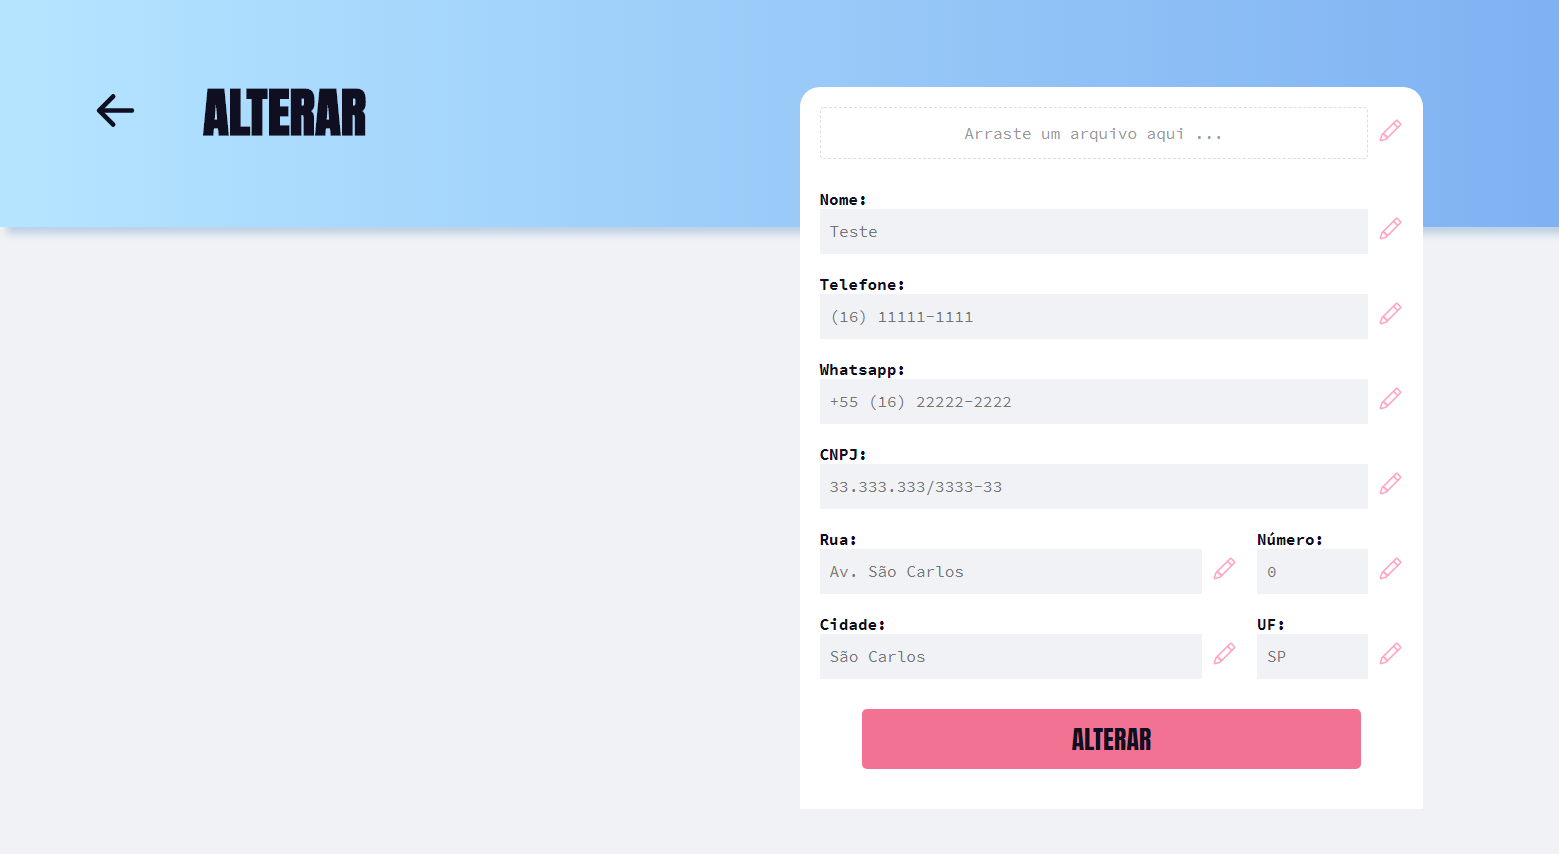 ALTERAR
Arraste um arquivo aqui ...
Nome:
Teste
Telefone:
(16) 11111-1111
Whatsapp:
+55 (16) 22222-2222
CNPJ:
33.333.333/3333-33
Rua: Número:
Av. São Carlos 0
Cidade: UF:
São Carlos SP
ALTERAR